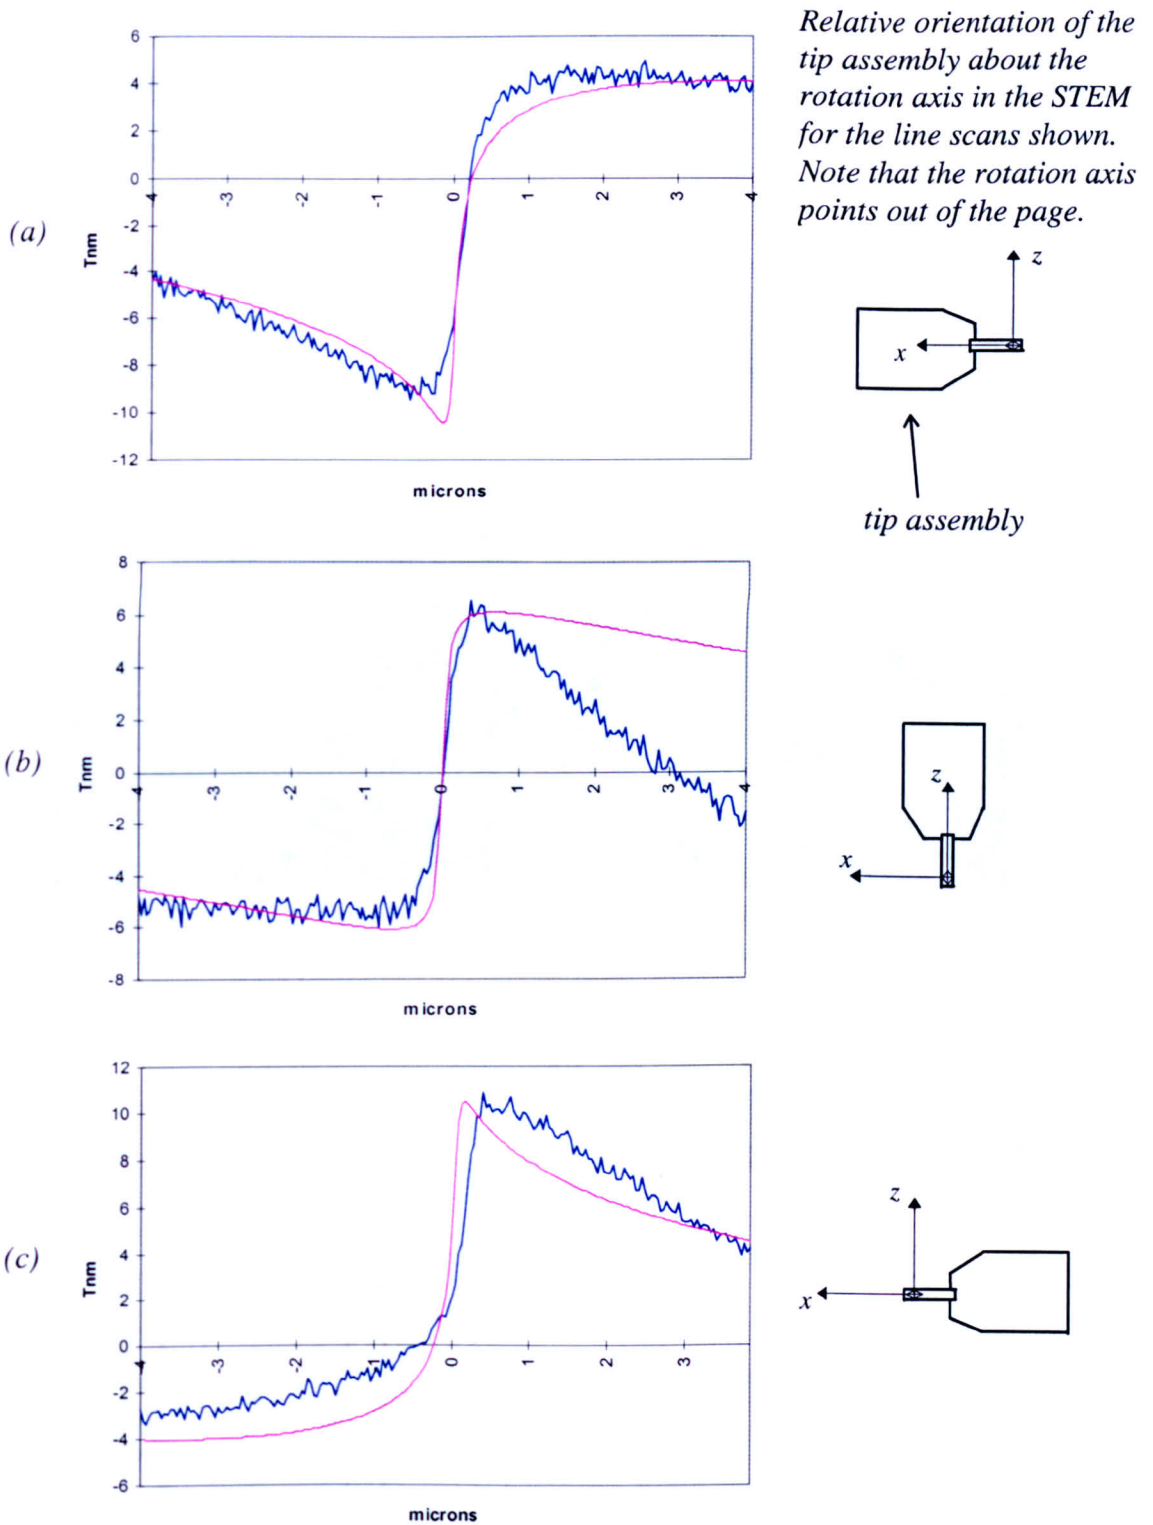 Relative orientation of the
tip assembly about the
rotation axis in the STEM
for the line scans shown.
Note that the rotation axis
points out of the page.
(a)
Tnm
6
4
2
0
-2
-4
-6
-8
-10
-12
-4 -3 -2 -1 0 1 2 3 4
microns
z
x
tip assembly
(b)
Tnm
8
6
4
2
0
-2
-4
-6
-8
-4 -3 -2 -1 0 1 2 3 4
microns
z
x
(c)
Tnm
12
10
8
6
4
2
0
-2
-4
-6
-4 -3 -2 -1 0 1 2 3
microns
z
x